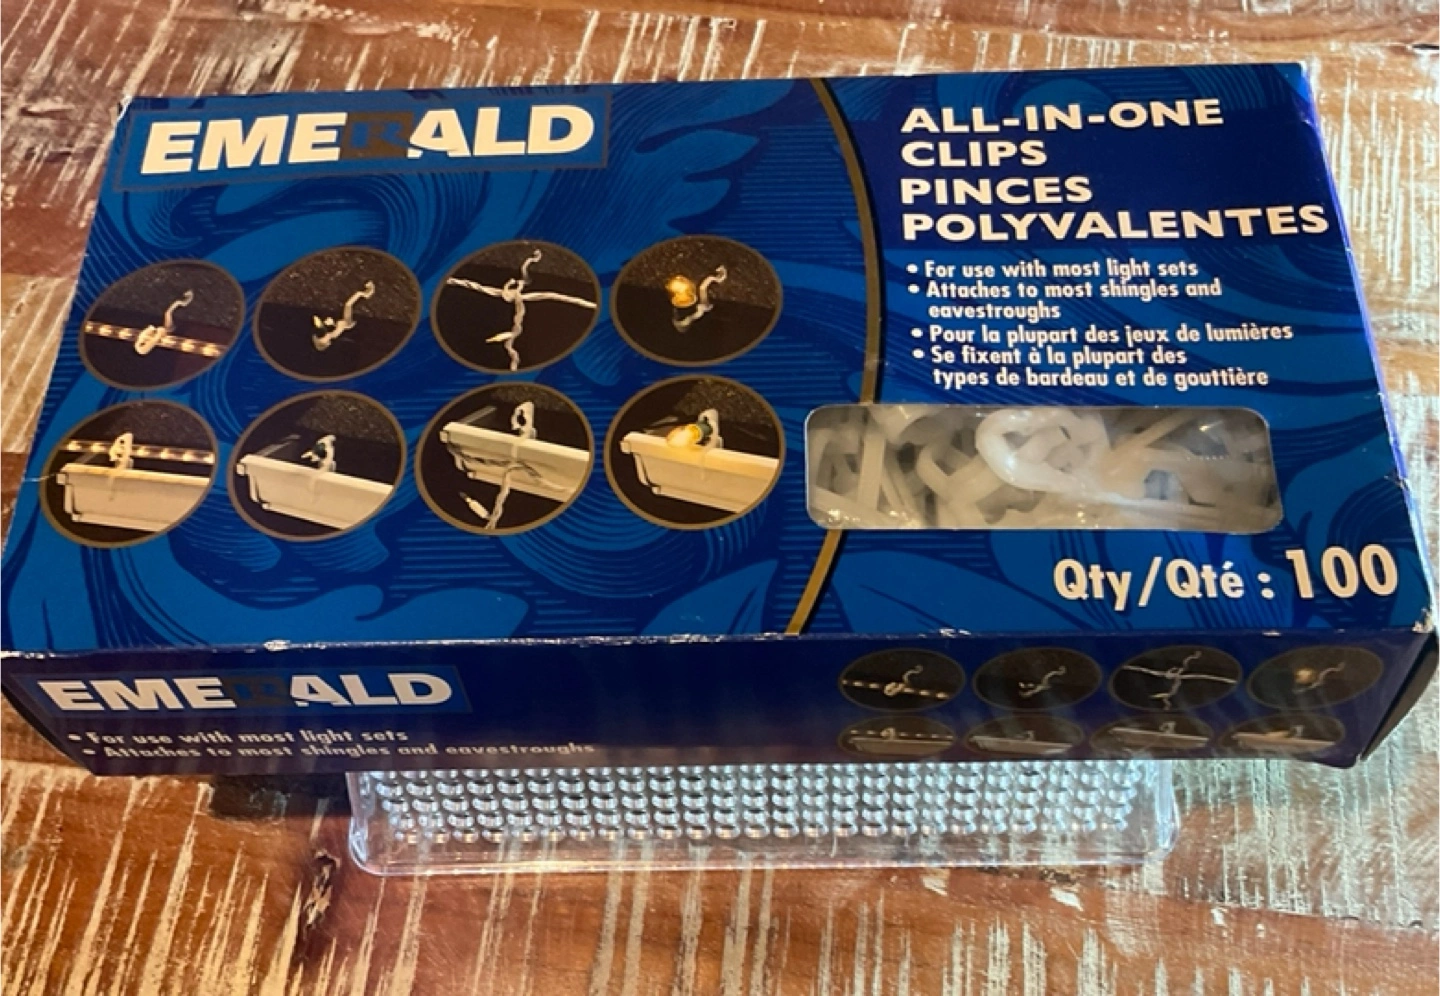 EMERALD
ALL-IN-ONE
CLIPS
PINCES
POLYVALENTES
• For use with most light sets
• Attaches to most shingles and
eavestroughs
• Pour la plupart des jeux de lumières
• Se fixent à la plupart des
types de bardeau et de gouttière
Qty/Qté : 100
EMERALD
• For use with most light sets
• Attaches to most shingles and eavestroughs